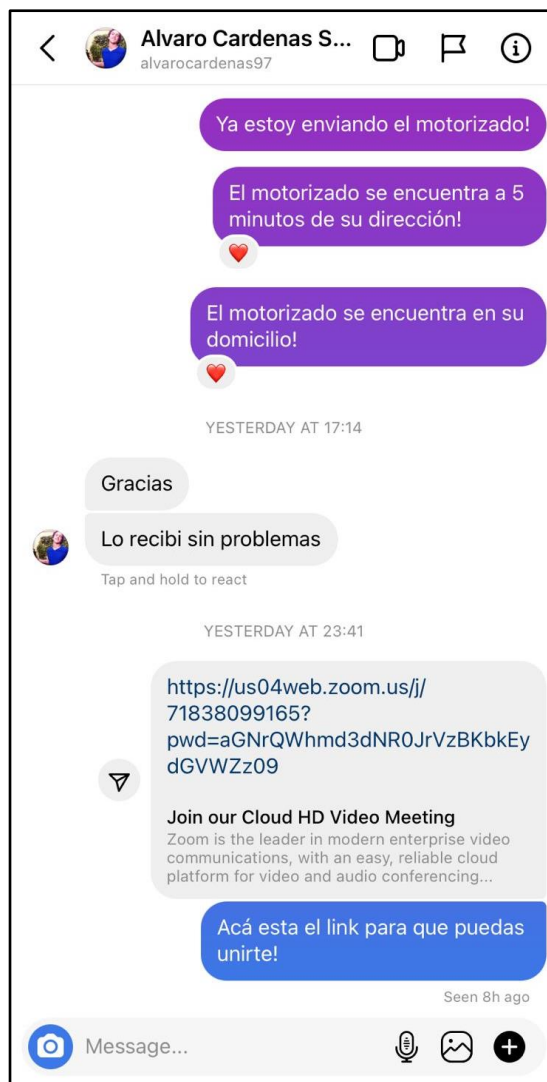 Alvaro Cardenas S...
alvarocardenas97
Ya estoy enviando el motorizado!
El motorizado se encuentra a 5
minutos de su dirección!
El motorizado se encuentra en su
domicilio!
YESTERDAY AT 17:14
Gracias
Lo recibi sin problemas
Tap and hold to react
YESTERDAY AT 23:41
https://us04web.zoom.us/j/
71838099165?
pwd=aGNrQWhmd3dNR0JrVzBKbkEy
dGVWZz09
Join our Cloud HD Video Meeting
Zoom is the leader in modern enterprise video
communications, with an easy, reliable cloud
platform for video and audio conferencing...
Acá esta el link para que puedas
unirte!
Seen 8h ago
Message...